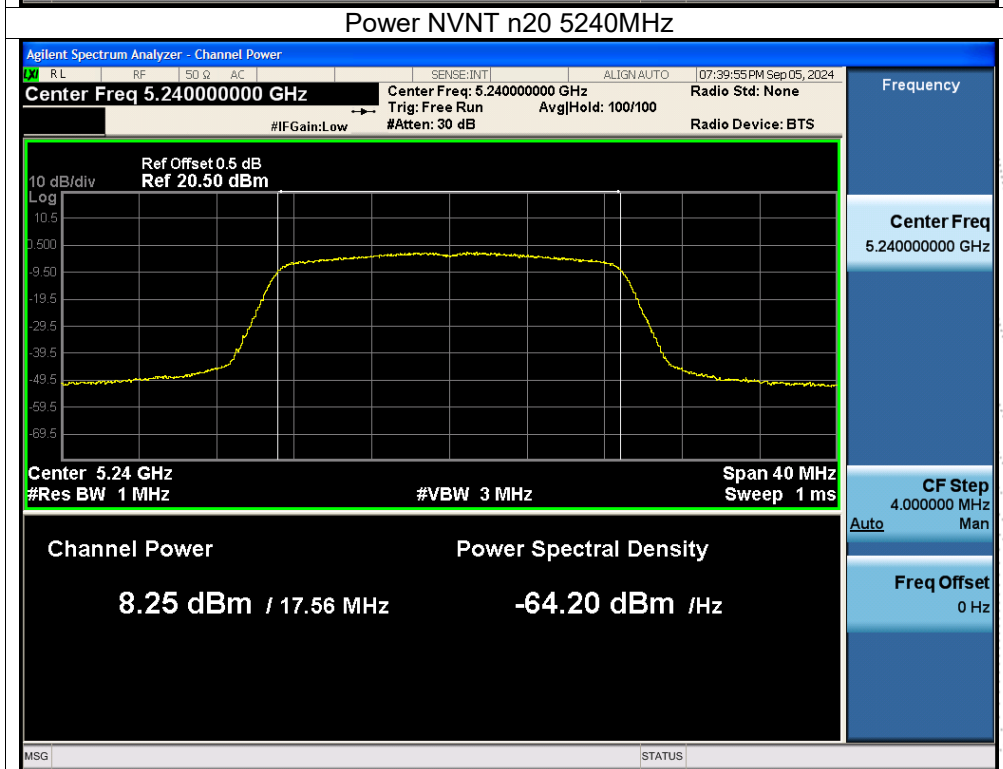 Power NVNT n20 5240MHz
Agilent Spectrum Analyzer - Channel Power
LXI RL RF 50 Ω AC SENSE:INT ALIGN AUTO 07:39:55 PM Sep 05, 2024
Center Freq 5.240000000 GHz
Center Freq: 5.240000000 GHz
Radio Std: None
Trig: Free Run Avg|Hold: 100/100
#IFGain:Low #Atten: 30 dB
Radio Device: BTS
Ref Offset 0.5 dB
10 dB/div Ref 20.50 dBm
Log
10.5
0.500
-9.50
-19.5
-29.5
-39.5
-49.5
-59.5
-69.5
Center 5.24 GHz Span 40 MHz
#Res BW 1 MHz #VBW 3 MHz Sweep 1 ms
Channel Power Power Spectral Density
8.25 dBm / 17.56 MHz -64.20 dBm /Hz
Frequency
Center Freq
5.240000000 GHz
CF Step
4.000000 MHz
Auto Man
Freq Offset
0 Hz
MSG STATUS